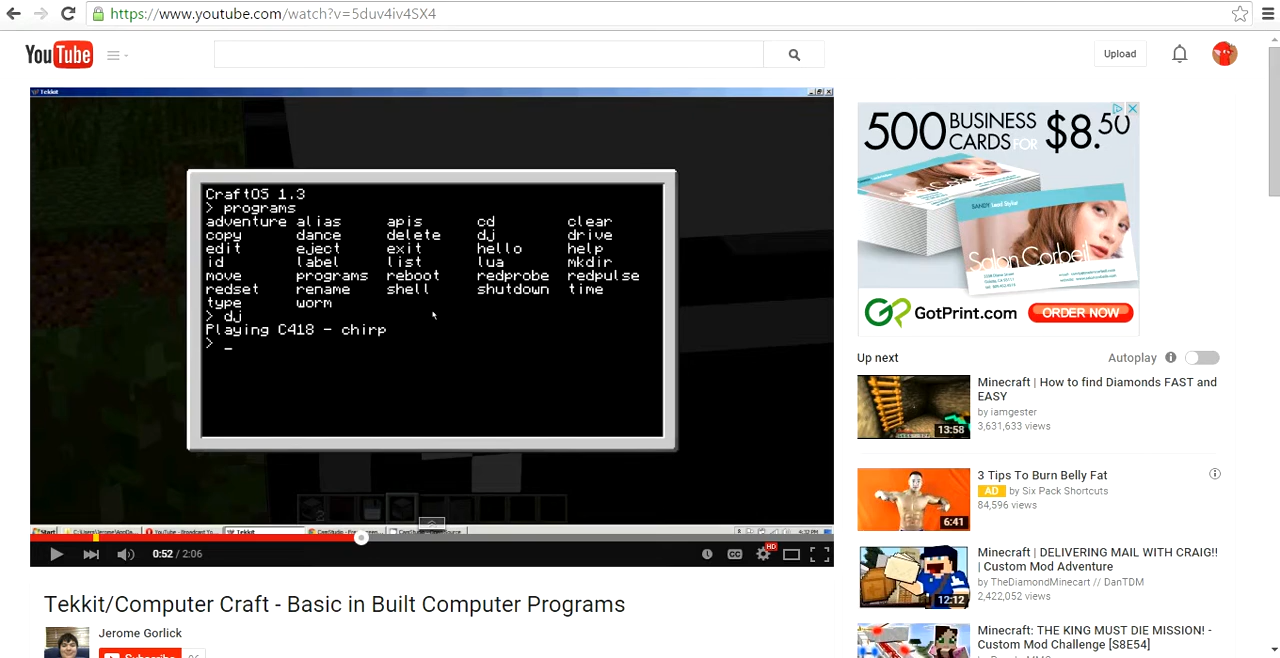 https://www.youtube.com/watch?v=5duv4iv4SX4
YouTube
Upload
Tekkit
CraftOS 1.3
> programs
adventure alias apis cd clear
copy dance delete dj drive
edit eject exit hello help
id label list lua mkdir
move programs reboot redprobe redpulse
redset rename shell shutdown time
type worm
> dj
Playing C418 - chirp
> _
0:52 / 2:06
HD
Tekkit/Computer Craft - Basic in Built Computer Programs
Jerome Gorlick
Subscribe
500 BUSINESS CARDS FOR $8.50
Salon Corbell
GotPrint.com
ORDER NOW
Up next
Autoplay
Minecraft | How to find Diamonds FAST and
EASY
by iamgester
3,631,633 views
13:58
3 Tips To Burn Belly Fat
AD by Six Pack Shortcuts
84,596 views
6:41
Minecraft | DELIVERING MAIL WITH CRAIG!!
| Custom Mod Adventure
by TheDiamondMinecart // DanTDM
2,422,052 views
12:12
Minecraft: THE KING MUST DIE MISSION! -
Custom Mod Challenge [S8E54]